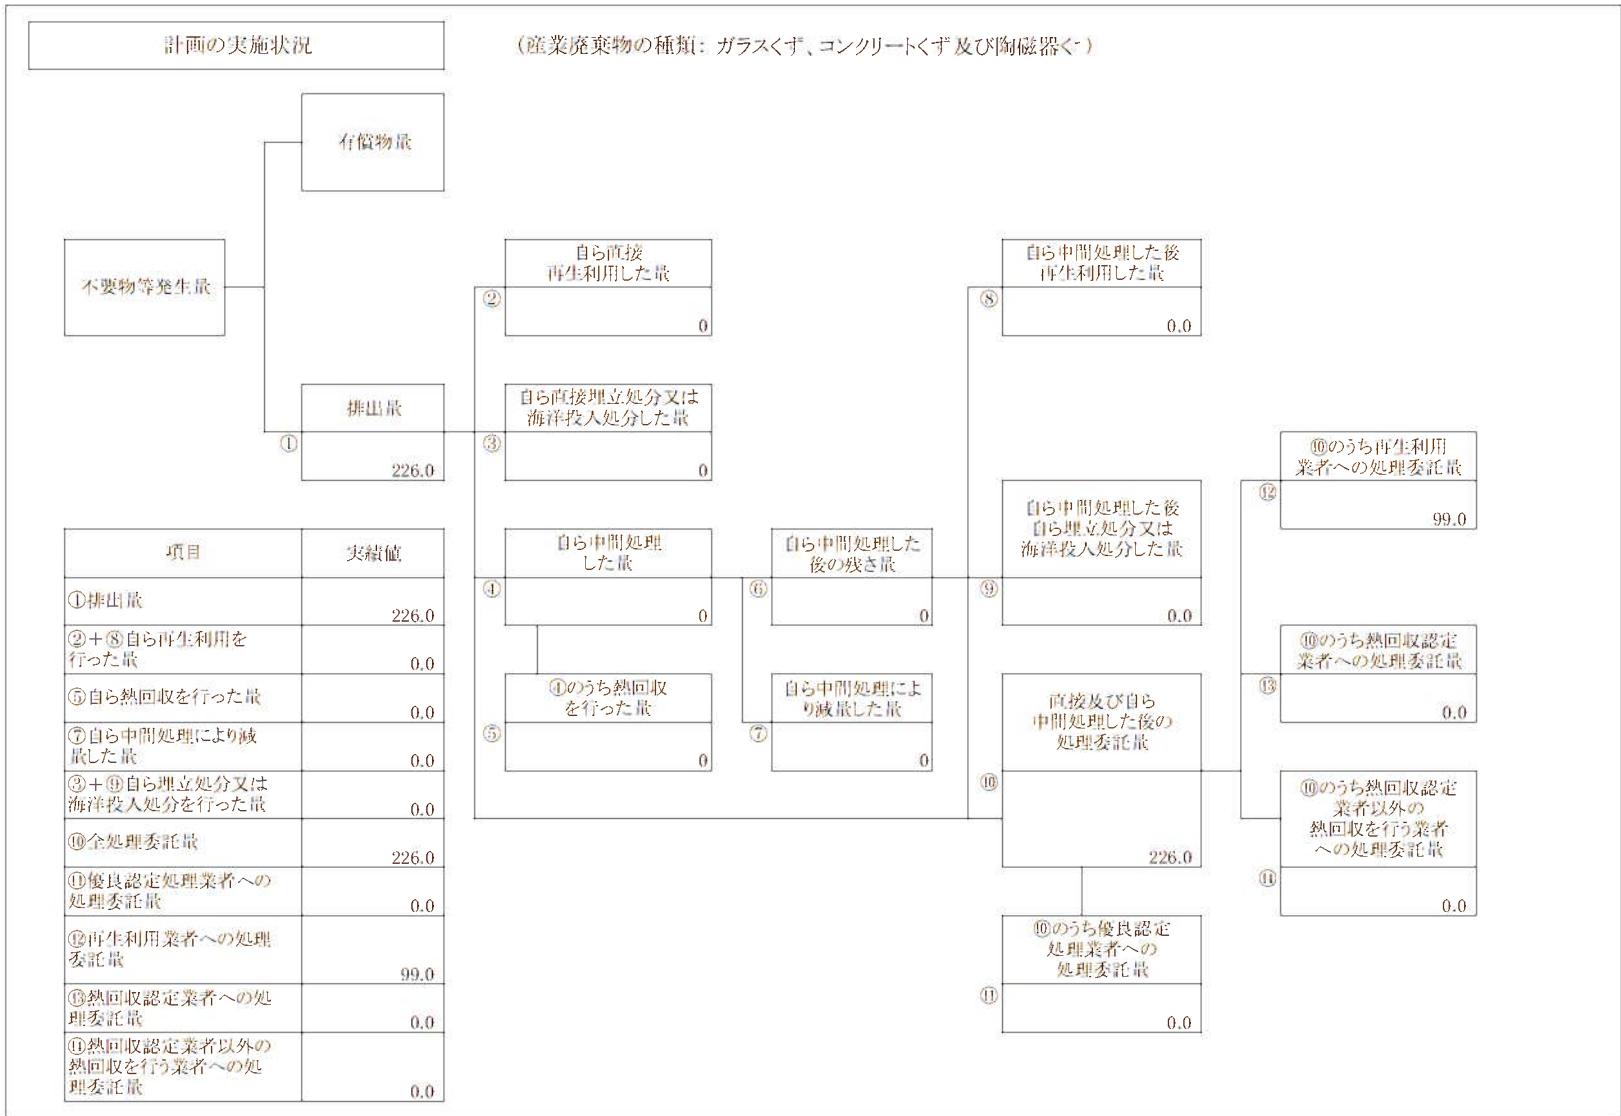 計画の実施状況
(産業廃棄物の種類: ガラスくず、コンクリートくず及び陶磁器く )
有償物量
不要物等発生量
排出量
①
226.0
自ら直接
再生利用した量
②
0
自ら直接埋立処分又は
海洋投入処分した量
③
0
自ら中間処理
した量
④
0
④のうち熱回収
を行った量
⑤
0
自ら中間処理した
後の残さ量
⑥
0
自ら中間処理によ
り減量した量
⑦
0
自ら中間処理した後
再生利用した量
⑧
0.0
自ら中間処理した後
自ら埋立処分又は
海洋投入処分した量
⑨
0.0
直接及び自ら
中間処理した後の
処理委託量
⑩
226.0
⑩のうち優良認定
処理業者への
処理委託量
⑪
0.0
⑩のうち再生利用
業者への処理委託量
⑫
99.0
⑩のうち熱回収認定
業者への処理委託量
⑬
0.0
⑩のうち熱回収認定
業者以外の
熱回収を行う業者
への処理委託量
⑭
0.0
項目
実績値
①排出量
226.0
②+⑧自ら再生利用を
行った量
0.0
⑤自ら熱回収を行った量
0.0
⑦自ら中間処理により減
量した量
0.0
③+⑨自ら埋立処分又は
海洋投入処分を行った量
0.0
⑩全処理委託量
226.0
⑪優良認定処理業者への
処理委託量
0.0
⑫再生利用業者への処理
委託量
99.0
⑬熱回収認定業者への処
理委託量
0.0
⑭熱回収認定業者以外の
熱回収を行う業者への処
理委託量
0.0